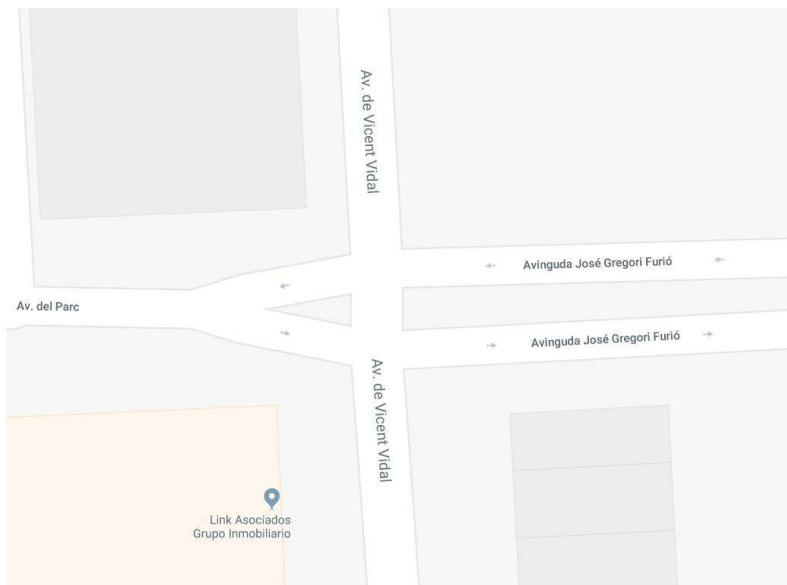 Av. de Vicent Vidal
Avinguda José Gregori Furió
Av. del Parc
Avinguda José Gregori Furió
Av. de Vicent Vidal
Link Asociados
Grupo Inmobiliario